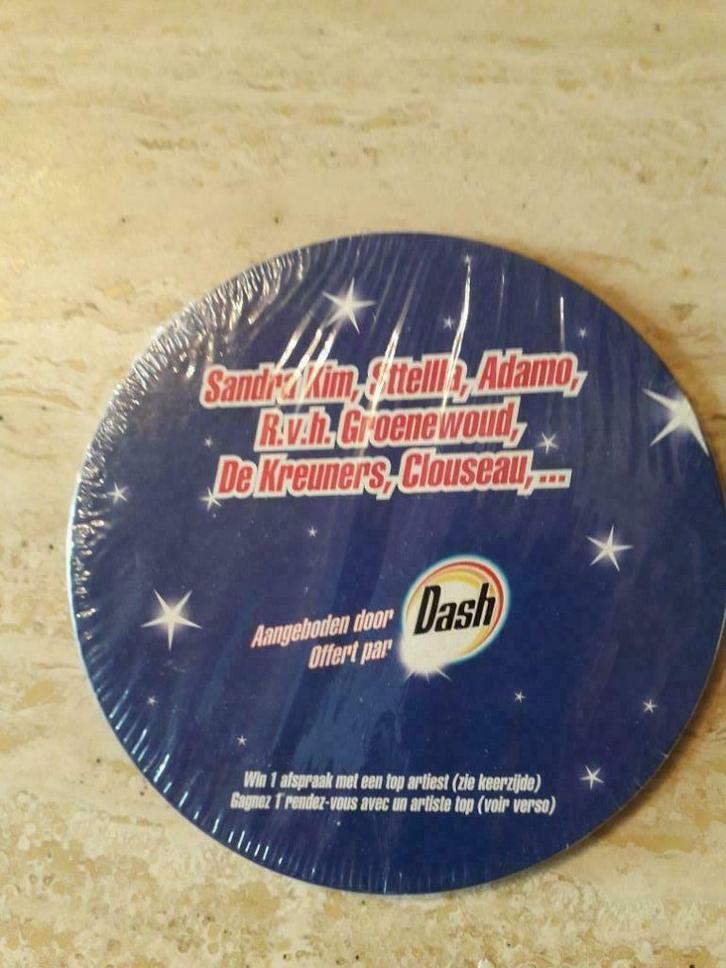 Sandra Kim, Sttellla, Adamo,
R.v.h. Groenewoud,
De Kreuners, Clouseau,...
Aangeboden door
Offert par
Dash
Win 1 afspraak met een top artiest (zie keerzijde)
Gagnez 1 rendez-vous avec un artiste top (voir verso)